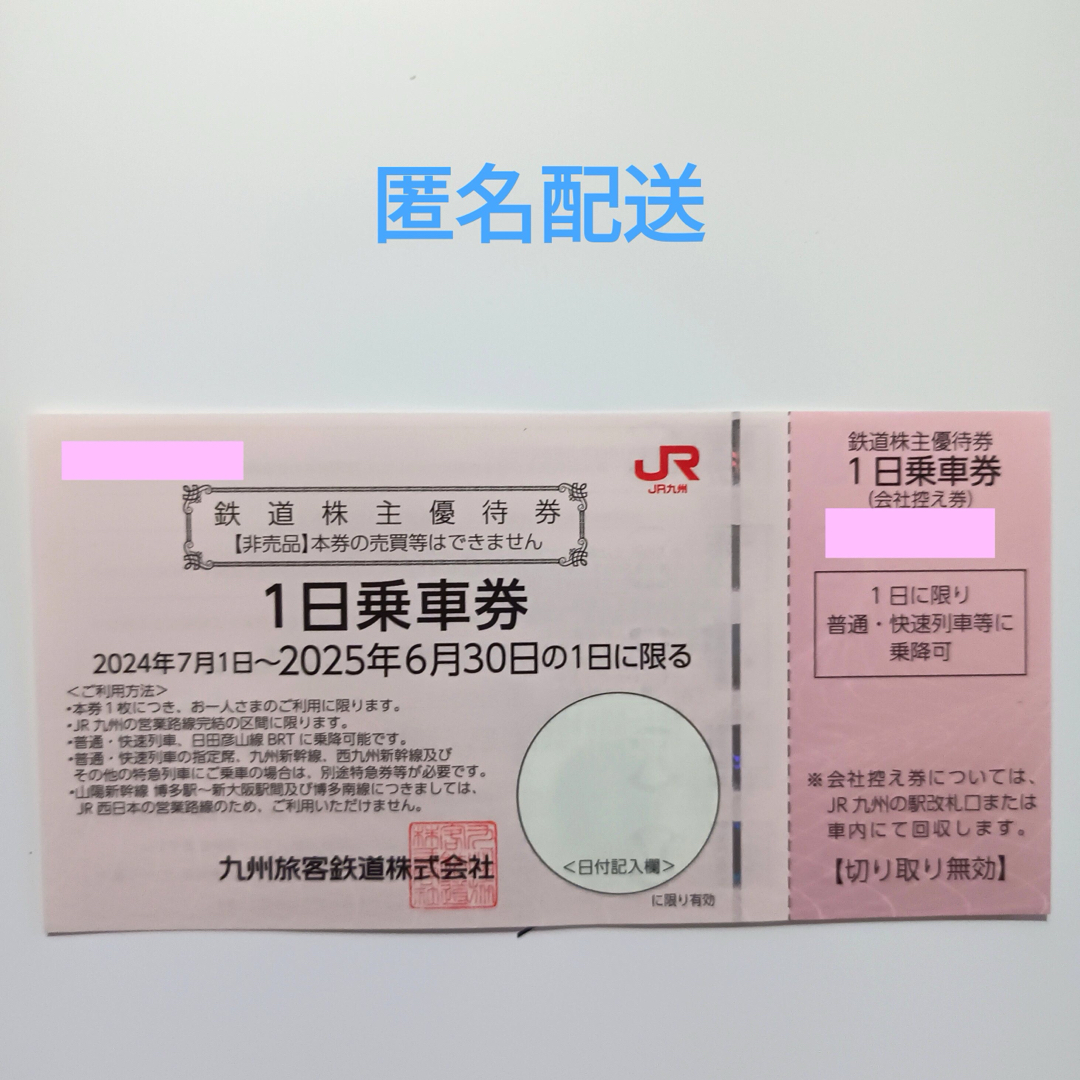 匿名配送
JR
JR九州
鉄道株主優待券
【非売品】本券の売買等はできません
1日乗車券
2024年7月1日～2025年6月30日の1日に限る
＜ご利用方法＞
・本券1枚につき、お一人さまのご利用に限ります。
・JR九州の営業路線完結の区間に限ります。
・普通・快速列車、日田彦山線BRTに乗降可能です。
・普通・快速列車の指定席、九州新幹線、西九州新幹線及び
その他の特急列車にご乗車の場合は、別途特急券等が必要です。
・山陽新幹線 博多駅～新大阪駅間及び博多南線につきましては、
JR西日本の営業路線のため、ご利用いただけません。
九州旅客鉄道株式会社
＜日付記入欄＞
に限り有効
鉄道株主優待券
1日乗車券
(会社控え券)
1日に限り
普通・快速列車等に
乗降可
※会社控え券については、
JR九州の駅改札口または
車内にて回収します。
【切り取り無効】